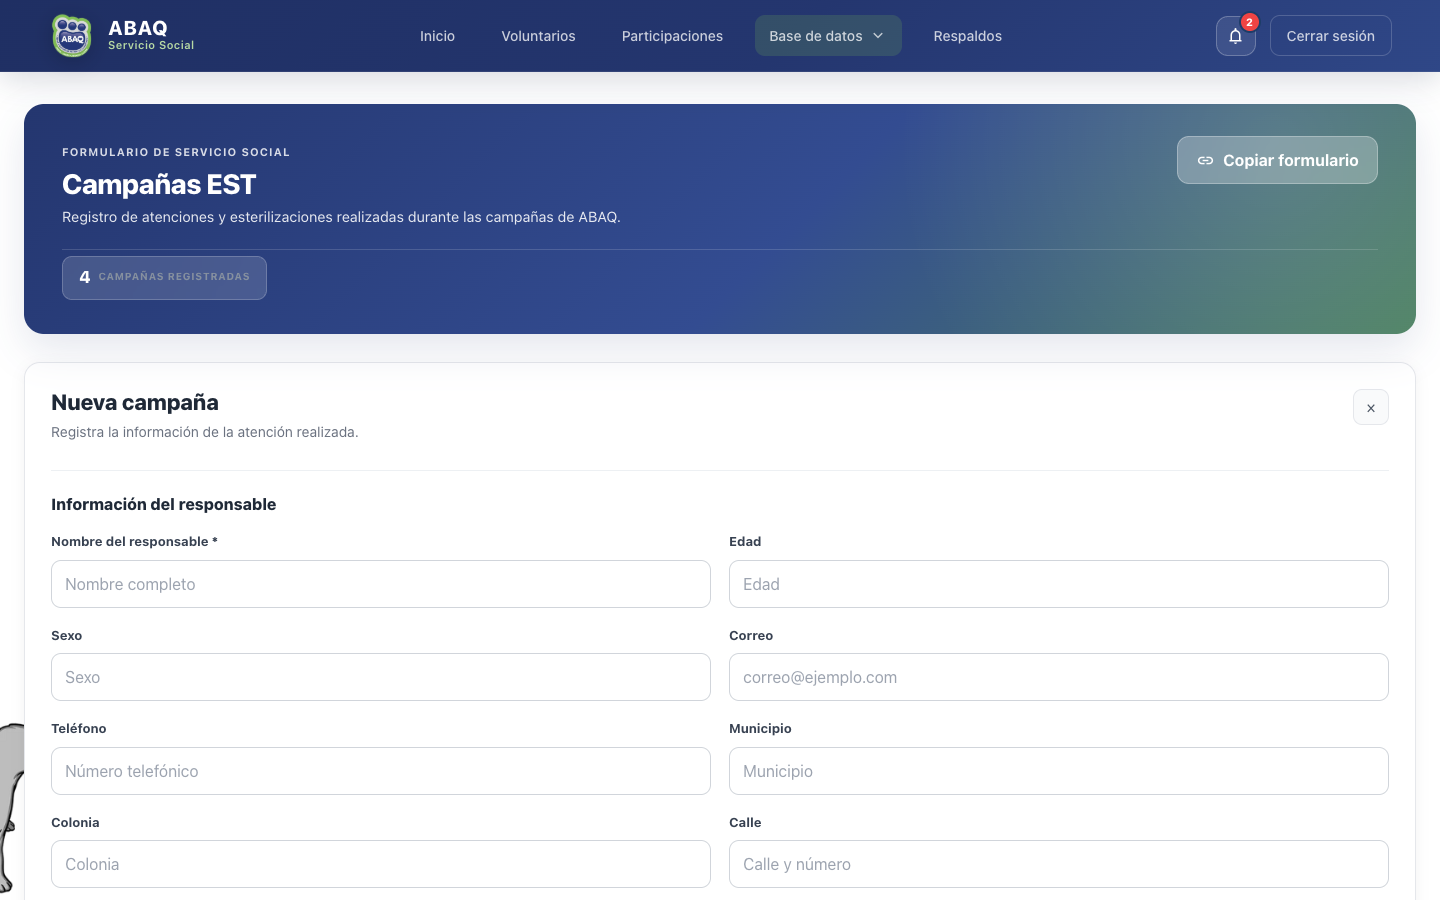 ABAQ
ABAQ
Servicio Social
Inicio
Voluntarios
Participaciones
Base de datos
Respaldos
2
Cerrar sesión
FORMULARIO DE SERVICIO SOCIAL
Campañas EST
Registro de atenciones y esterilizaciones realizadas durante las campañas de ABAQ.
Copiar formulario
4 CAMPAÑAS REGISTRADAS
Nueva campaña
Registra la información de la atención realizada.
x
Información del responsable
Nombre del responsable *
Edad
Nombre completo
Edad
Sexo
Correo
Sexo
correo@ejemplo.com
Teléfono
Municipio
Número telefónico
Municipio
Colonia
Calle
Colonia
Calle y número